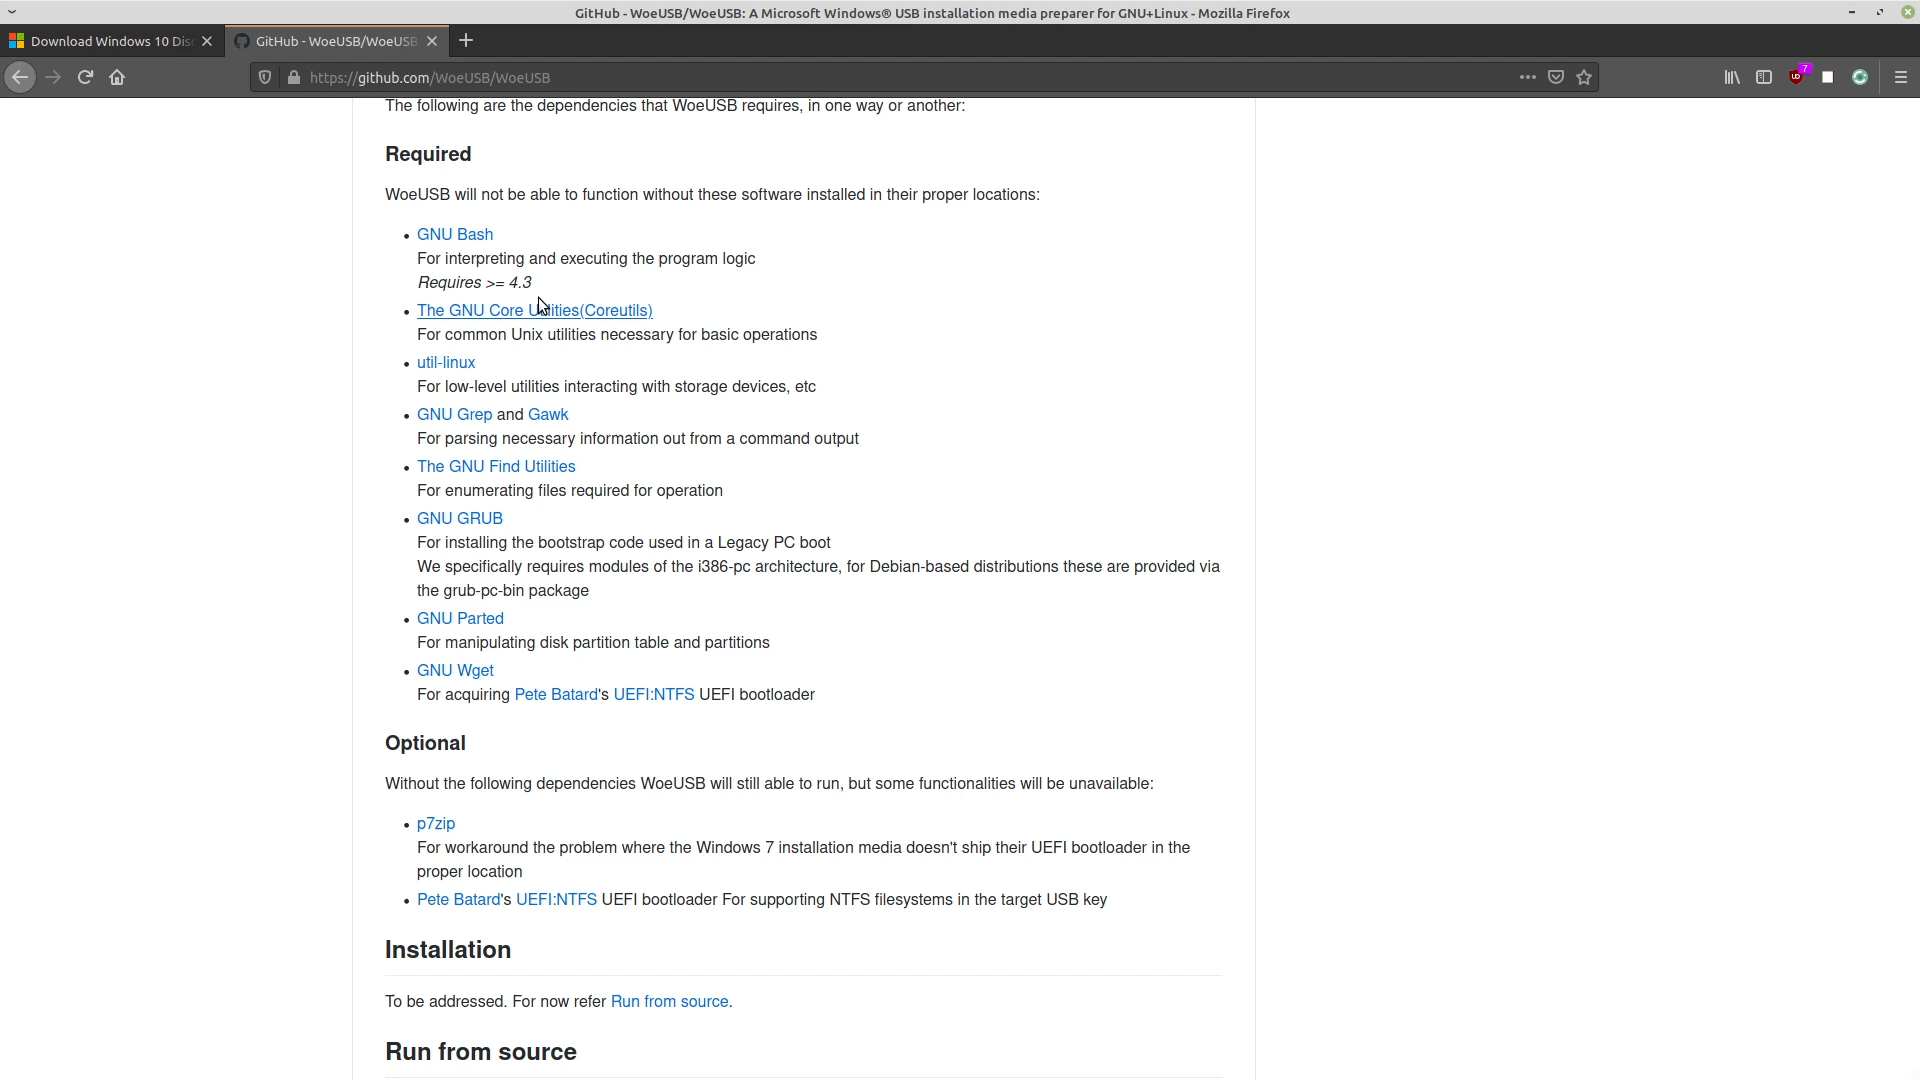 GitHub - WoeUSB/WoeUSB: A Microsoft Windows® USB installation media preparer for GNU+Linux - Mozilla Firefox
Download Windows 10 Dis
GitHub - WoeUSB/WoeUSB
https://github.com/WoeUSB/WoeUSB
7
The following are the dependencies that WoeUSB requires, in one way or another:
Required
WoeUSB will not be able to function without these software installed in their proper locations:
• GNU Bash
For interpreting and executing the program logic
Requires >= 4.3
• The GNU Core Utilities(Coreutils)
For common Unix utilities necessary for basic operations
• util-linux
For low-level utilities interacting with storage devices, etc
• GNU Grep and Gawk
For parsing necessary information out from a command output
• The GNU Find Utilities
For enumerating files required for operation
• GNU GRUB
For installing the bootstrap code used in a Legacy PC boot
We specifically requires modules of the i386-pc architecture, for Debian-based distributions these are provided via
the grub-pc-bin package
• GNU Parted
For manipulating disk partition table and partitions
• GNU Wget
For acquiring Pete Batard's UEFI:NTFS UEFI bootloader
Optional
Without the following dependencies WoeUSB will still able to run, but some functionalities will be unavailable:
• p7zip
For workaround the problem where the Windows 7 installation media doesn't ship their UEFI bootloader in the
proper location
• Pete Batard's UEFI:NTFS UEFI bootloader For supporting NTFS filesystems in the target USB key
Installation
To be addressed. For now refer Run from source.
Run from source